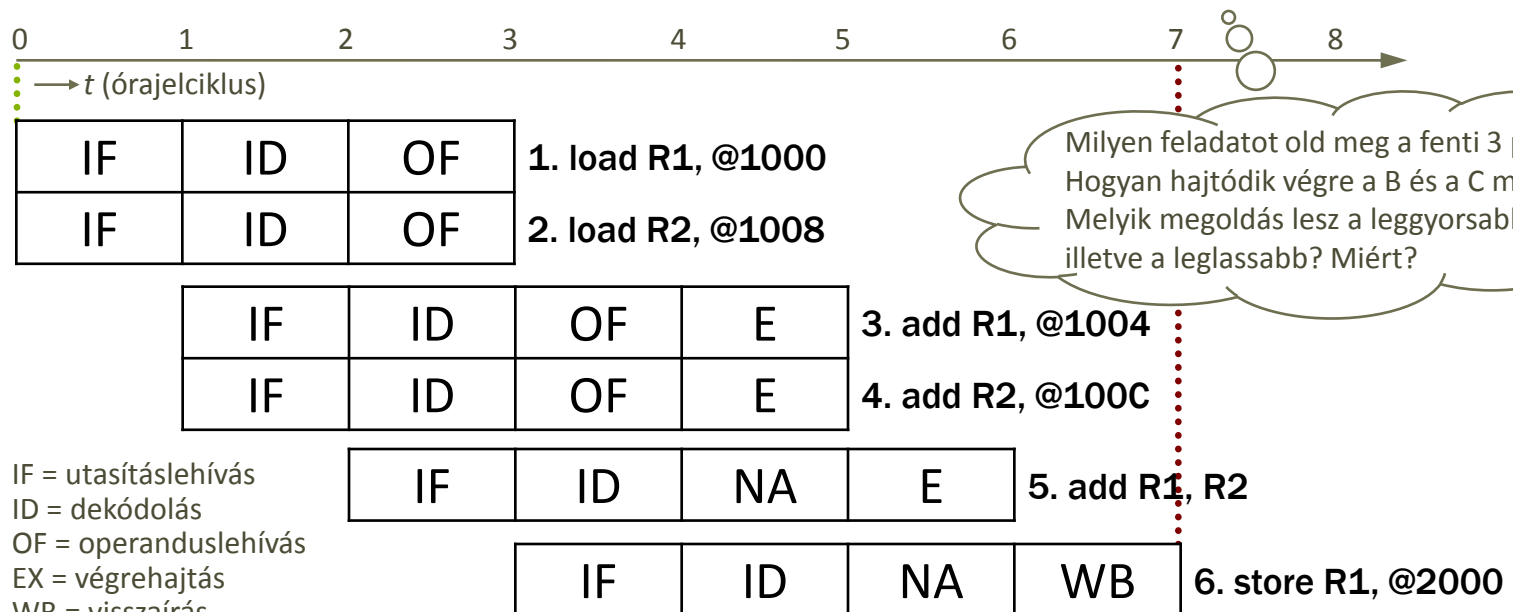 0 1 2 3 4 5 6 7 8
t (órajelciklus)
IF ID OF 1. load R1, @1000
IF ID OF 2. load R2, @1008
Milyen feladatot old meg a fenti 3
Hogyan hajtódik végre a B és a C
Melyik megoldás lesz a
illetve a leglassabb? Miért?
IF ID OF E 3. add R1, @1004
IF ID OF E 4. add R2, @100C
IF ID NA E 5. add R1, R2
IF ID NA WB 6. store R1, @2000
IF = utasításlehívás
ID = dekódolás
OF = operanduslehívás
EX = végrehajtás
WB = visszaírás